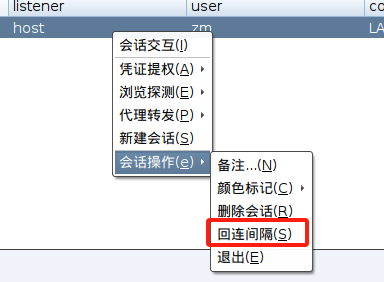 listener user co
host zm LA
会话交互(I)
凭证提权(A)
浏览探测(E)
代理转发(P)
新建会话(S)
会话操作(e)
备注...(N)
颜色标记(C)
删除会话(R)
回连间隔(S)
退出(E)